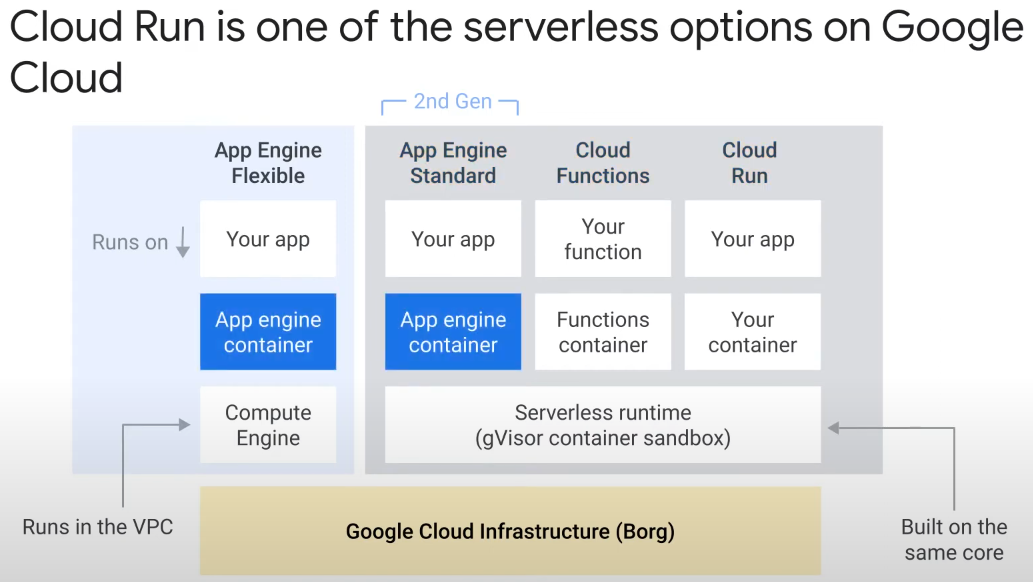 Cloud Run is one of the serverless options on Google
Cloud
2nd Gen
App Engine
Flexible
App Engine
Standard
Cloud
Functions
Cloud
Run
Runs on
Your app
Your app
Your
function
Your app
App engine
container
App engine
container
Functions
container
Your
container
Compute
Engine
Serverless runtime
(gVisor container sandbox)
Runs in the VPC
Google Cloud Infrastructure (Borg)
Built on the
same core